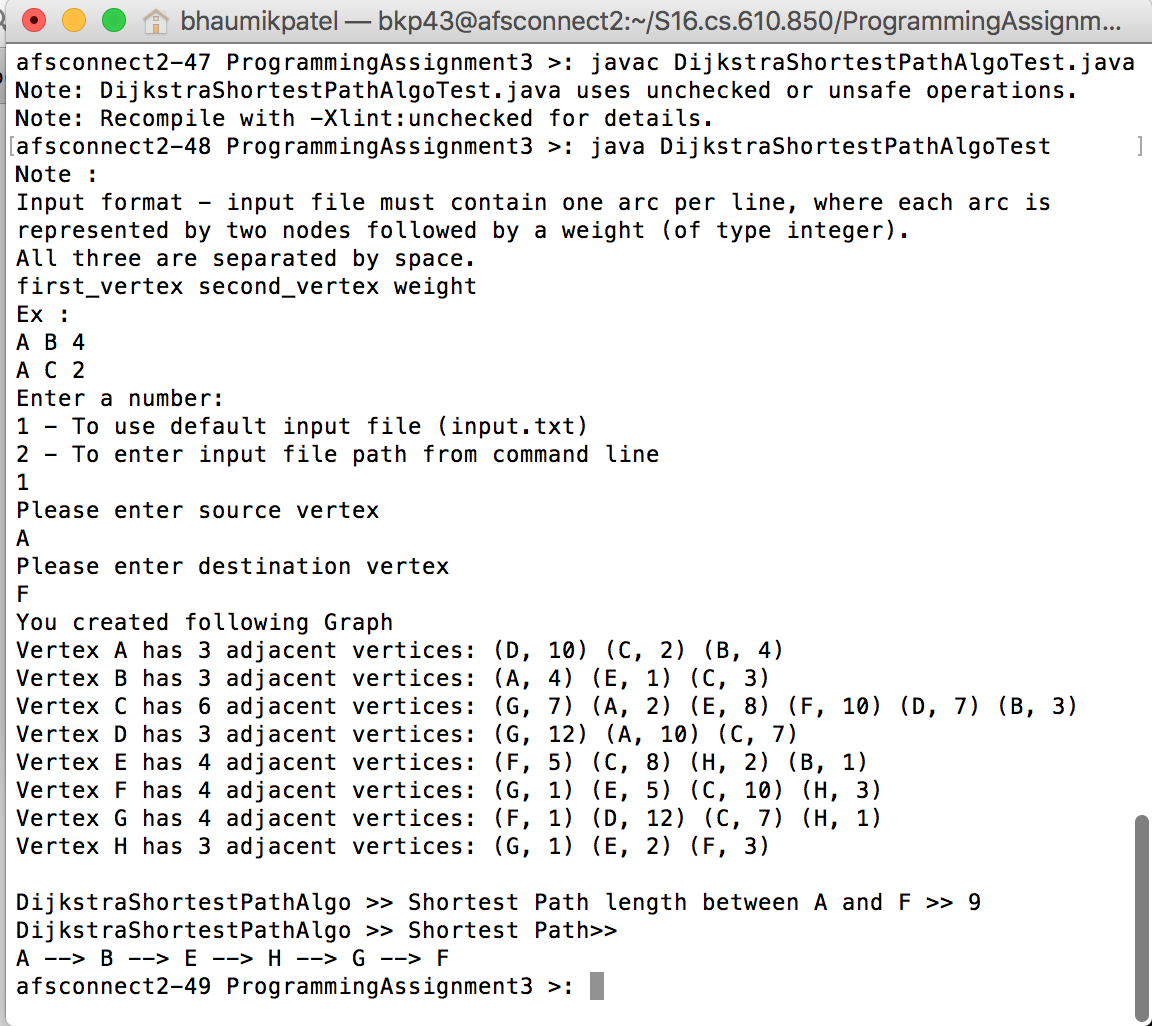 bhaumikpatel — bkp43@afsconnect2:~/S16.cs.610.850/ProgrammingAssignm...
afsconnect2-47 ProgrammingAssignment3 >: javac DijkstraShortestPathAlgoTest.java
Note: DijkstraShortestPathAlgoTest.java uses unchecked or unsafe operations.
Note: Recompile with -Xlint:unchecked for details.
[afsconnect2-48 ProgrammingAssignment3 >: java DijkstraShortestPathAlgoTest ]
Note :
Input format - input file must contain one arc per line, where each arc is
represented by two nodes followed by a weight (of type integer).
All three are separated by space.
first_vertex second_vertex weight
Ex :
A B 4
A C 2
Enter a number:
1 - To use default input file (input.txt)
2 - To enter input file path from command line
1
Please enter source vertex
A
Please enter destination vertex
F
You created following Graph
Vertex A has 3 adjacent vertices: (D, 10) (C, 2) (B, 4)
Vertex B has 3 adjacent vertices: (A, 4) (E, 1) (C, 3)
Vertex C has 6 adjacent vertices: (G, 7) (A, 2) (E, 8) (F, 10) (D, 7) (B, 3)
Vertex D has 3 adjacent vertices: (G, 12) (A, 10) (C, 7)
Vertex E has 4 adjacent vertices: (F, 5) (C, 8) (H, 2) (B, 1)
Vertex F has 4 adjacent vertices: (G, 1) (E, 5) (C, 10) (H, 3)
Vertex G has 4 adjacent vertices: (F, 1) (D, 12) (C, 7) (H, 1)
Vertex H has 3 adjacent vertices: (G, 1) (E, 2) (F, 3)
DijkstraShortestPathAlgo >> Shortest Path length between A and F >> 9
DijkstraShortestPathAlgo >> Shortest Path>>
A --> B --> E --> H --> G --> F
afsconnect2-49 ProgrammingAssignment3 >: